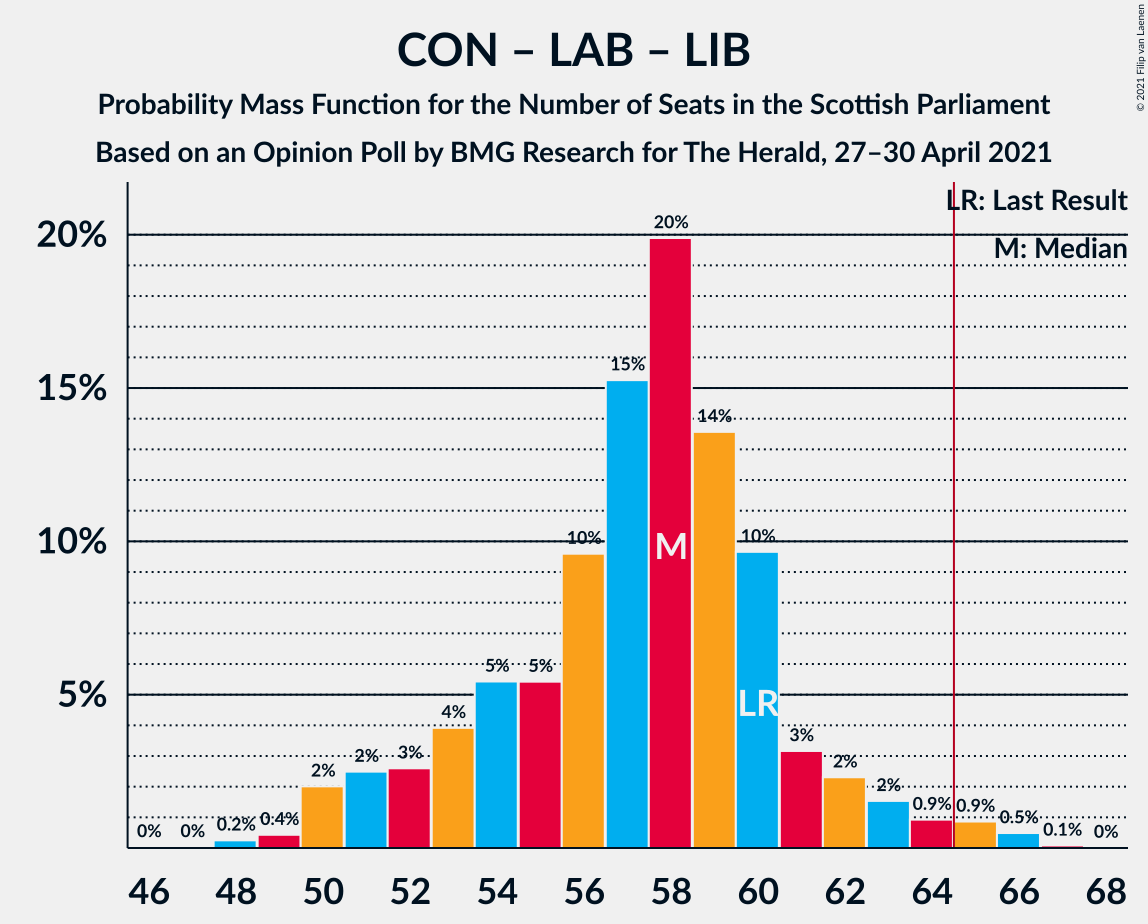 CON – LAB – LIB
Probability Mass Function for the Number of Seats in the Scottish Parliament
Based on an Opinion Poll by BMG Research for The Herald, 27–30 April 2021
© 2021 Filip van Laenen
LR: Last Result
M: Median
20%
15%
10%
5%
0% 0% 0.2% 0.4% 2% 2% 3% 4% 5% 5% 10% 15% 20% 14% 10% 3% 2% 2% 0.9% 0.9% 0.5% 0.1% 0%
M
LR
46 48 50 52 54 56 58 60 62 64 66 68